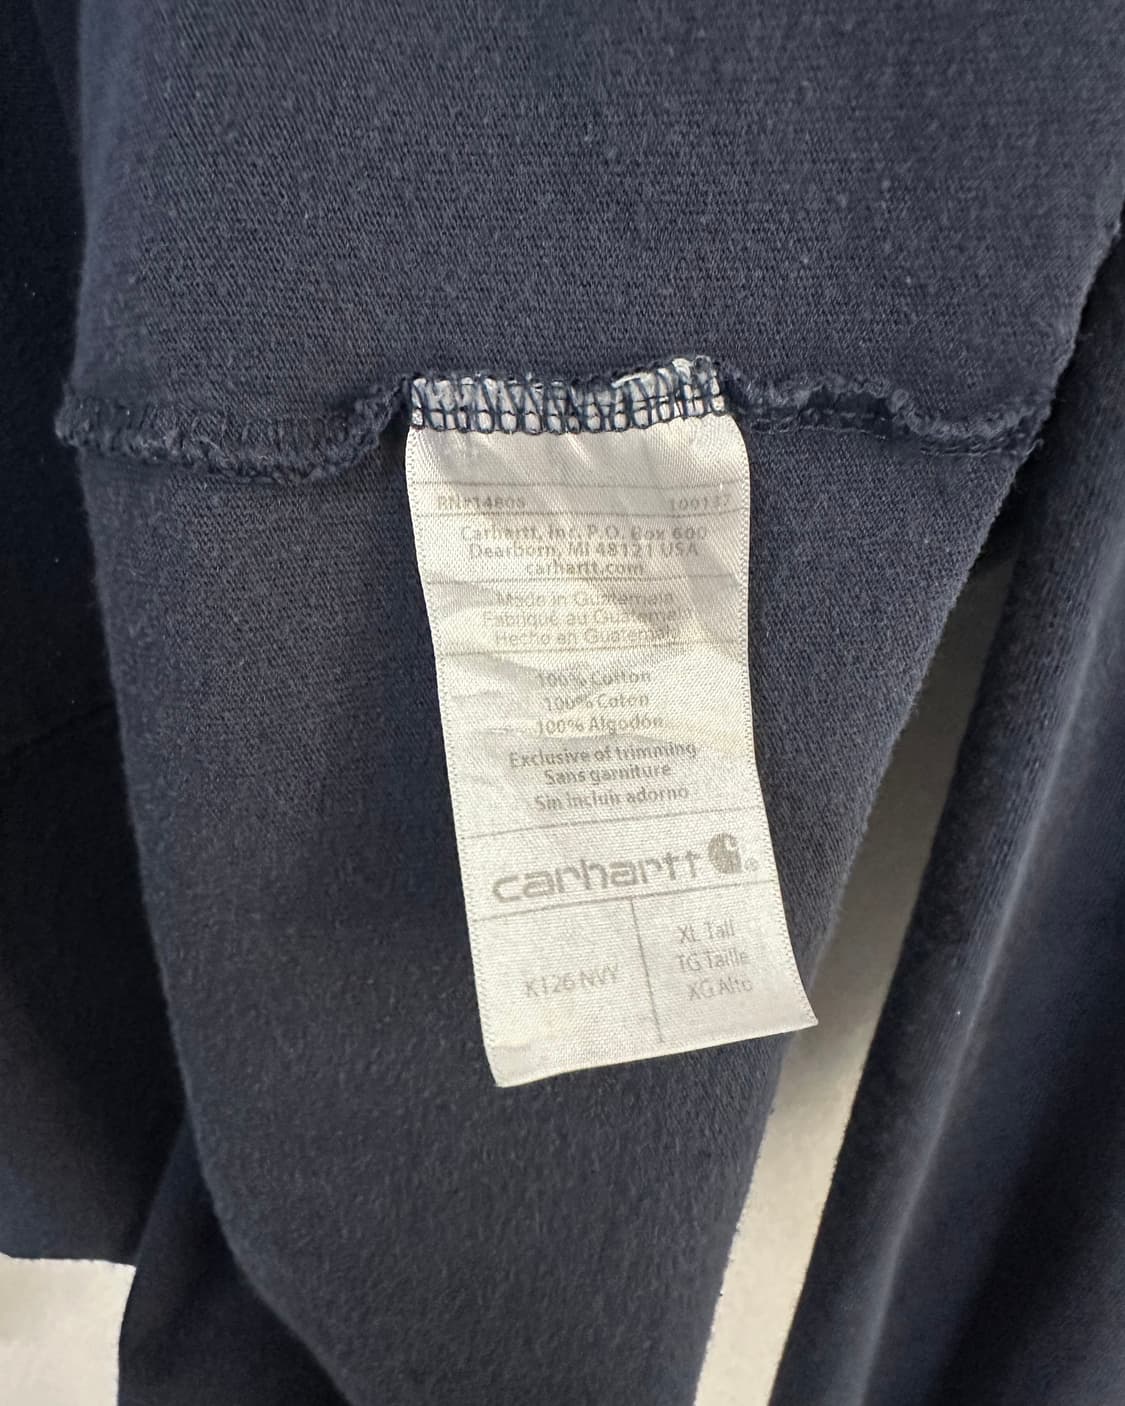 RN#14806 100137
Carhartt, Inc. P.O. Box 600
Dearborn, MI 48121 USA
carhartt.com
Made in Guatemala
Fabriqué au Guatemela
Hecho en Guatemala
100% Cotton
100% Coton
100% Algodón
Exclusive of trimming
Sans garniture
Sin incluir adorno
carhartt ®
K126 NVY
XL Tall
TG Taille
XG Alto